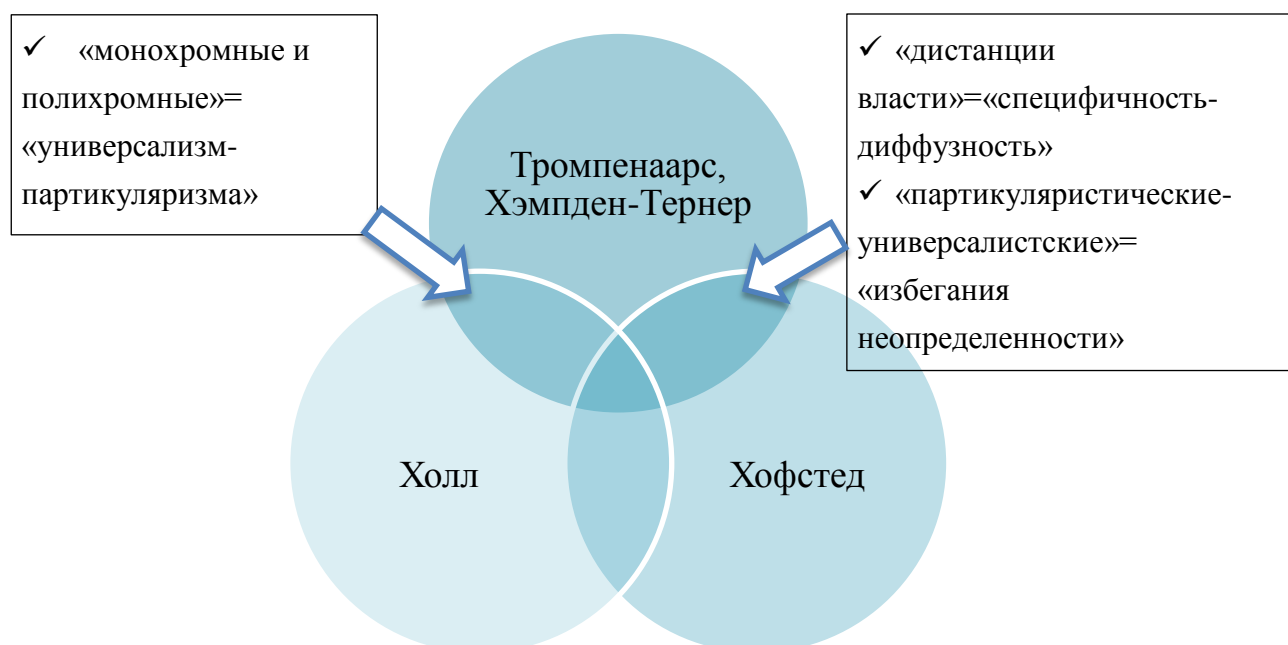 ✓ «монохромные и
полихромные»=
«универсализм-
партикуляризма»
✓ «дистанции
власти»=«специфичность-
диффузность»
✓ «партикуляристические-
универсалистские»=
«избегания
неопределенности»
Тромпенаарс,
Хэмпден-Тернер
Холл
Хофстед